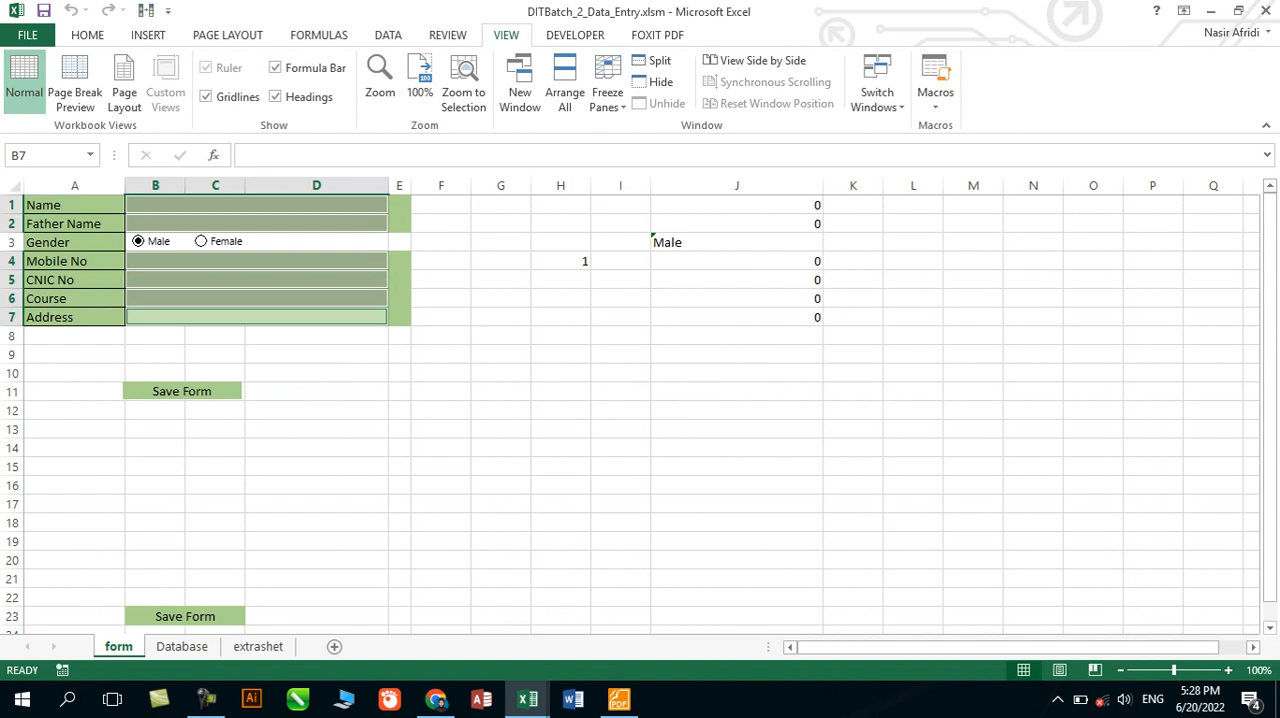 DITBatch_2_Data_Entry.xlsm - Microsoft Excel
?
FILE HOME INSERT PAGE LAYOUT FORMULAS DATA REVIEW VIEW DEVELOPER FOXIT PDF
Nasir Afridi
Normal
Page Break Preview
Page Layout
Custom Views
Workbook Views
Ruler
Formula Bar
Gridlines
Headings
Show
Zoom
100%
Zoom to Selection
Zoom
New Window
Arrange All
Freeze Panes
Split
Hide
Unhide
View Side by Side
Synchronous Scrolling
Reset Window Position
Window
Switch Windows
Macros
Macros
B7
fx
A B C D E F G H I J K L M N O P Q
1 Name 0
2 Father Name 0
3 Gender Male Female Male
4 Mobile No 1 0
5 CNIC No 0
6 Course 0
7 Address 0
8
9
10
11 Save Form
12
13
14
15
16
17
18
19
20
21
22
23 Save Form
form Database extrashet
READY
100%
Ai
PDF
ENG
5:28 PM
6/20/2022
4